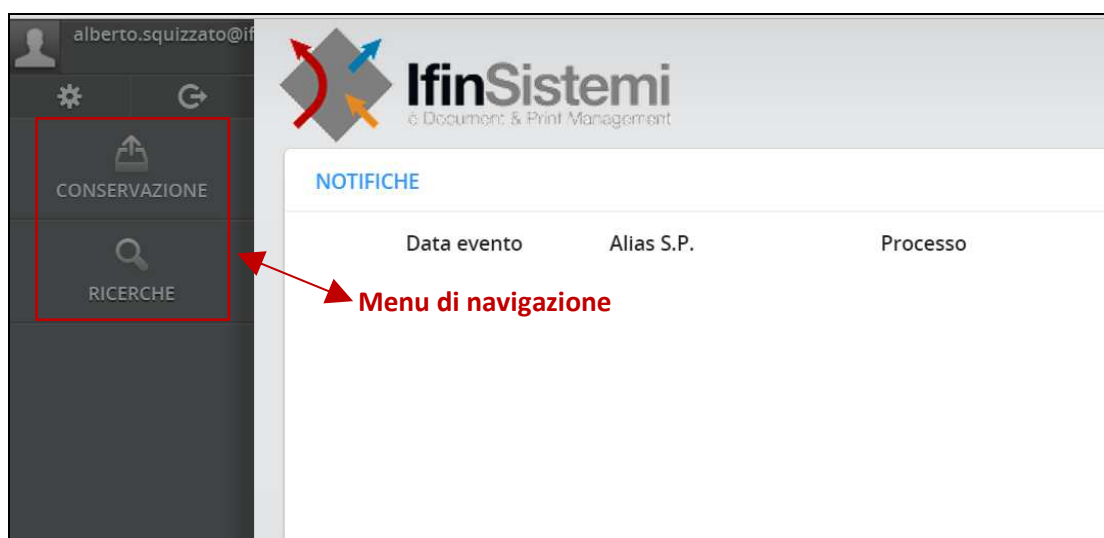 alberto.squizzato@if
IfinSistemi
è Document & Print Management
CONSERVAZIONE
NOTIFICHE
Data evento Alias S.P. Processo
RICERCHE
Menu di navigazione